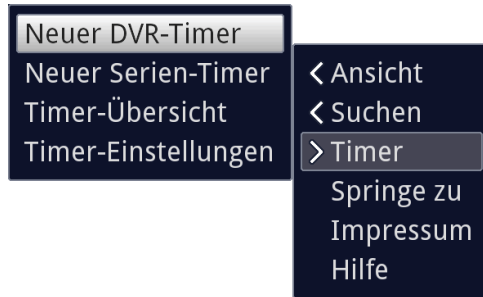 Neuer DVR-Timer
Neuer Serien-Timer
Timer-Übersicht
Timer-Einstellungen
Ansicht
Suchen
Timer
Springe zu
Impressum
Hilfe